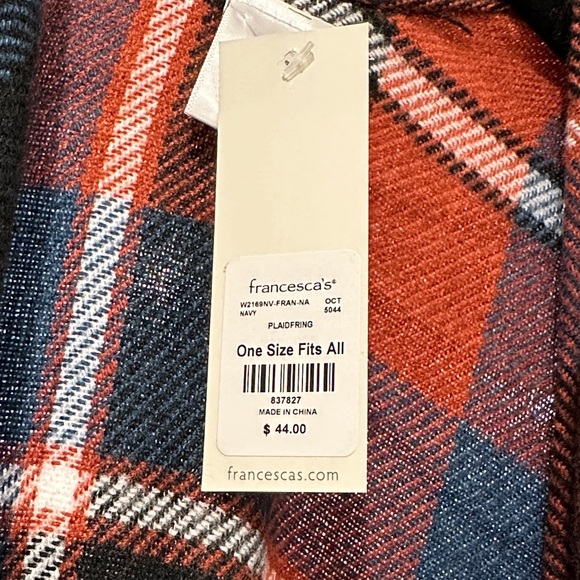 francesca's®
W2169NV-FRAN-NA OCT
NAVY 5044
PLAIDFRING
One Size Fits All
837827
MADE IN CHINA
$ 44.00
francescas.com